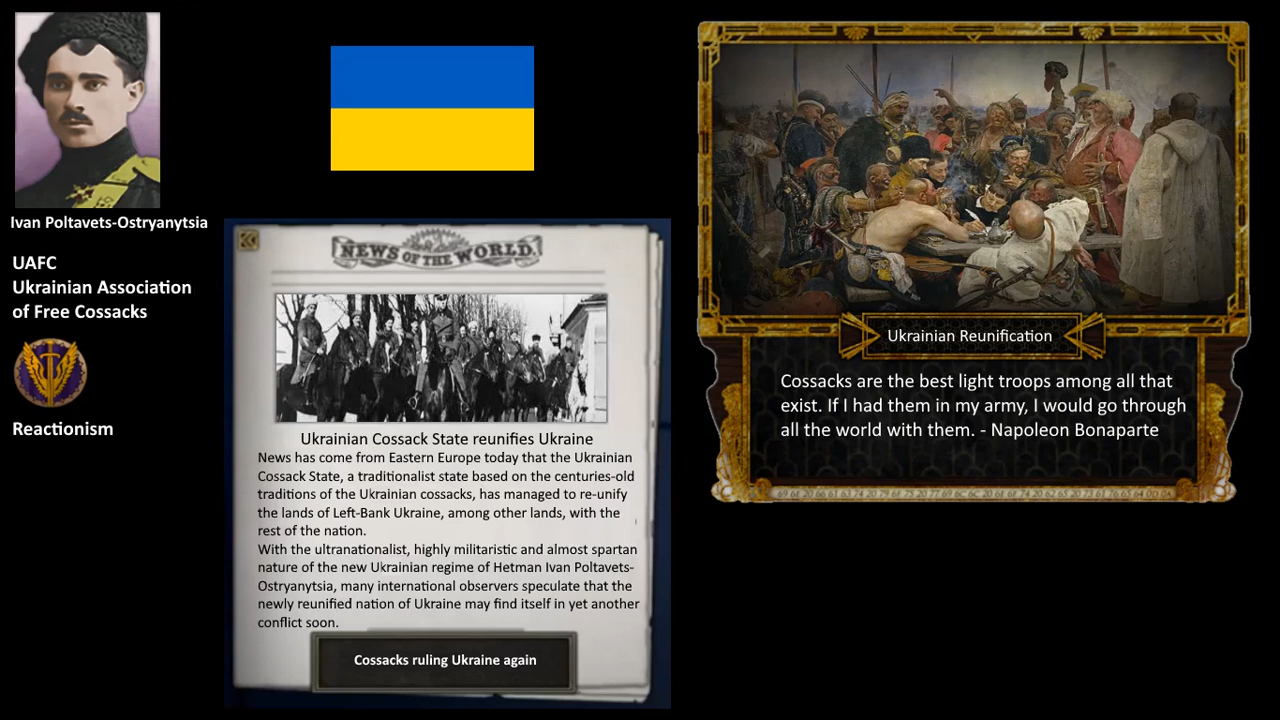 Ivan Poltavets-Ostryanytsia
UAFC
Ukrainian Association
of Free Cossacks
Reactionism
NEWS OF THE WORLD.
Ukrainian Cossack State reunifies Ukraine
News has come from Eastern Europe today that the Ukrainian
Cossack State, a traditionalist state based on the centuries-old
traditions of the Ukrainian cossacks, has managed to re-unify
the lands of Left-Bank Ukraine, among other lands, with the
rest of the nation.
With the ultranationalist, highly militaristic and almost spartan
nature of the new Ukrainian regime of Hetman Ivan Poltavets-
Ostryanytsia, many international observers speculate that the
newly reunified nation of Ukraine may find itself in yet another
conflict soon.
Cossacks ruling Ukraine again
Ukrainian Reunification
Cossacks are the best light troops among all that
exist. If I had them in my army, I would go through
all the world with them. - Napoleon Bonaparte